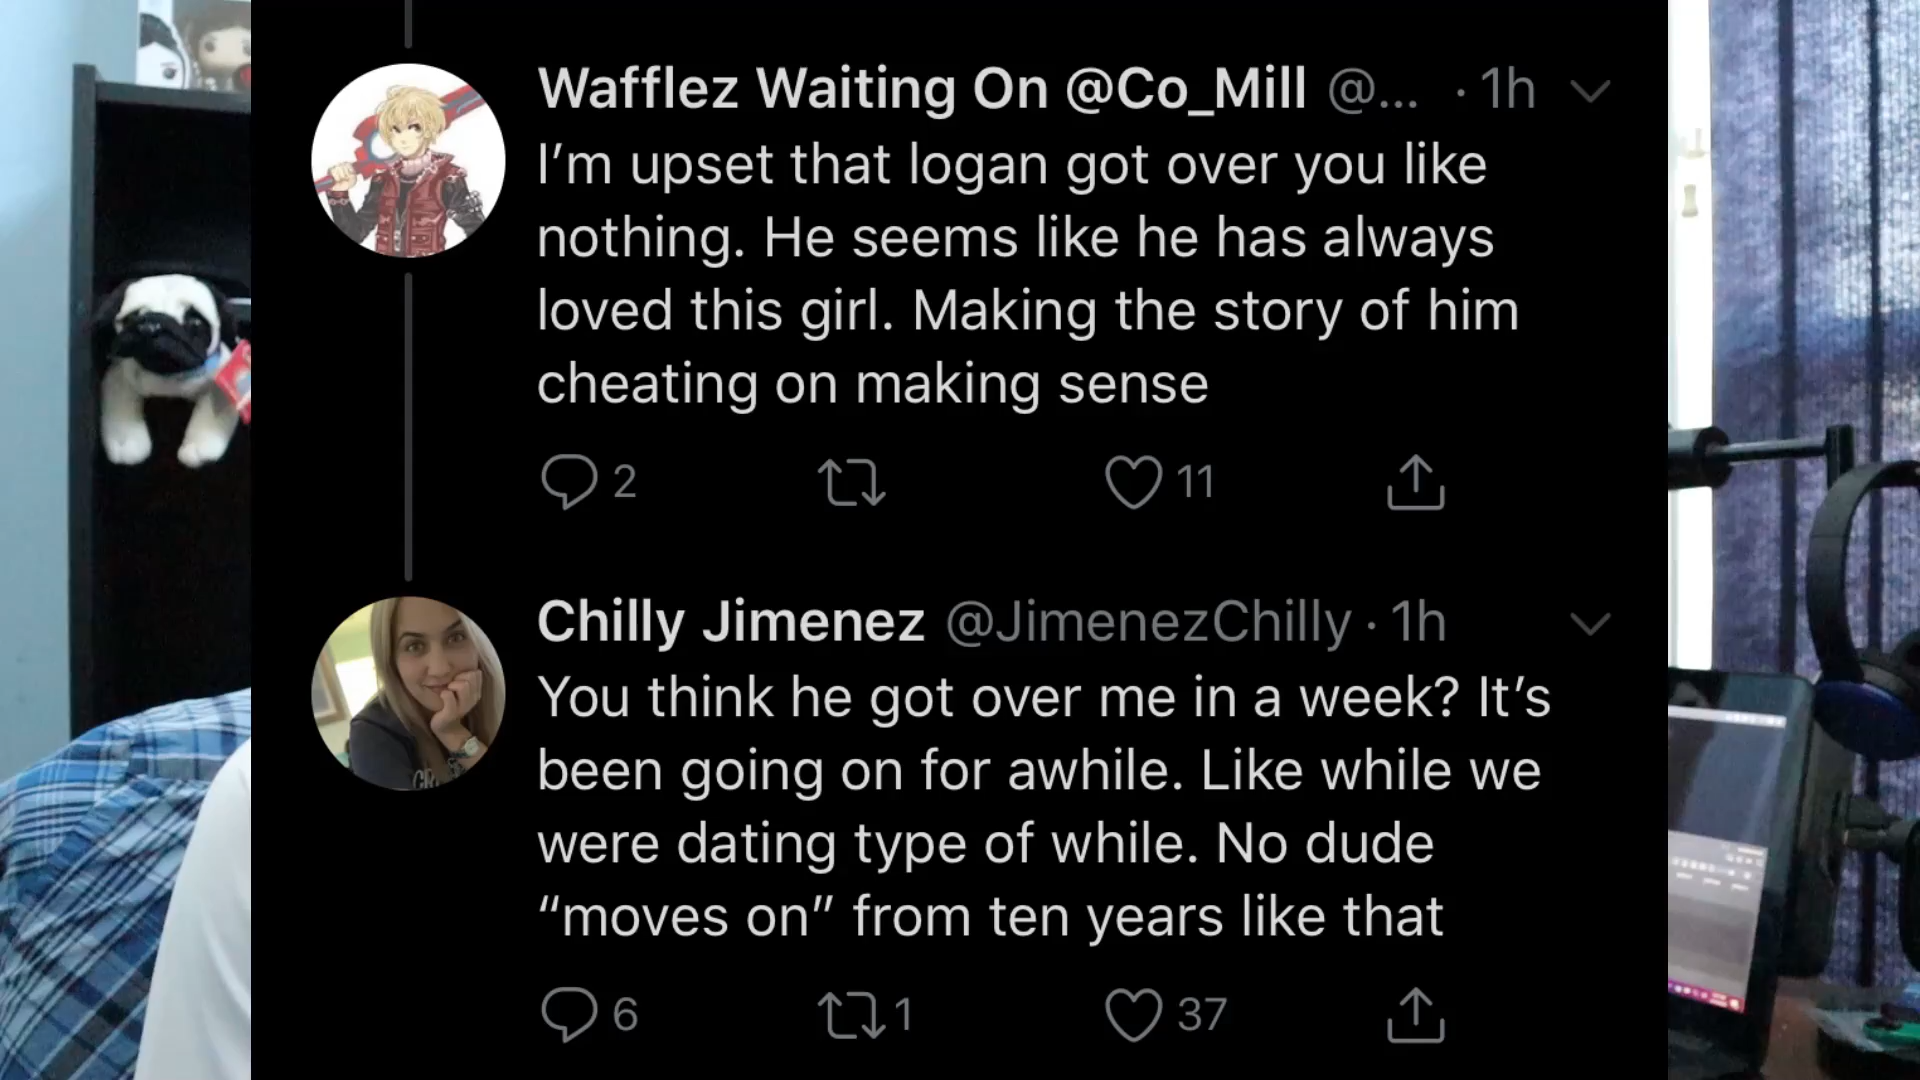 Wafflez Waiting On @Co_Mill @... · 1h
I’m upset that logan got over you like
nothing. He seems like he has always
loved this girl. Making the story of him
cheating on making sense
2 11
Chilly Jimenez @JimenezChilly · 1h
You think he got over me in a week? It’s
been going on for awhile. Like while we
were dating type of while. No dude
“moves on” from ten years like that
6 1 37